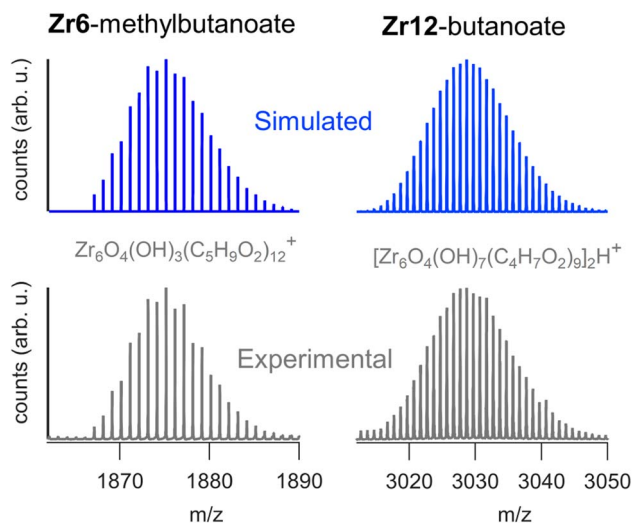 Zr6-methylbutanoate
Zr12-butanoate
counts (arb. u.)
Simulated
Zr₆O₄(OH)₃(C₅H₉O₂)₁₂⁺
[Zr₆O₄(OH)₇(C₄H₇O₂)₉]₂H⁺
counts (arb. u.)
Experimental
1870 1880 1890
3020 3030 3040 3050
m/z
m/z